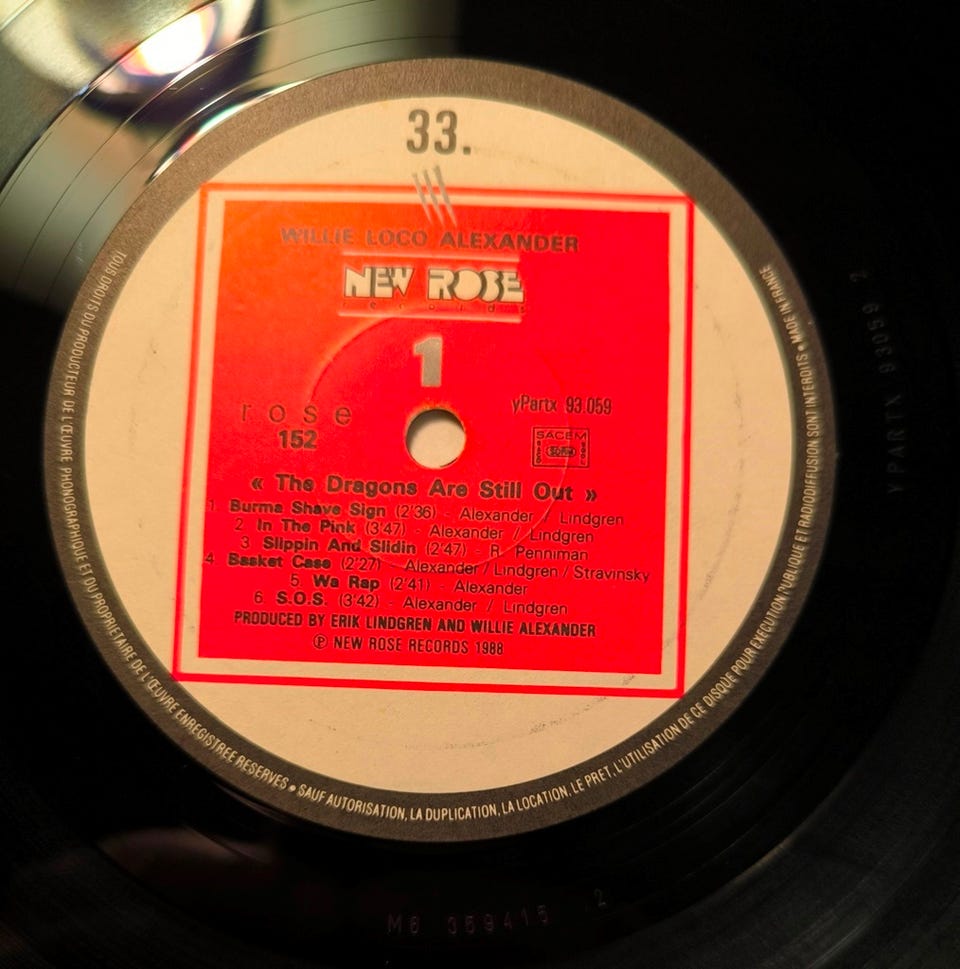 33.
WILLIE LOCO ALEXANDER
NEW ROSE
records
1
rose
152
yPartx 93.059
SACEM
« The Dragons Are Still Out »
1. Burma Shave Sign (2'36) - Alexander / Lindgren
2. In The Pink (3'47) - Alexander / Lindgren
3. Slippin And Slidin (2'47) - R. Penniman
4. Basket Case (2'27) - Alexander / Lindgren / Stravinsky
5. Wa Rap (2'41) - Alexander
6. S.O.S. (3'42) - Alexander / Lindgren
PRODUCED BY ERIK LINDGREN AND WILLIE ALEXANDER
℗ NEW ROSE RECORDS 1988
TOUS DROITS DU PRODUCTEUR DE L'ŒUVRE PHONOGRAPHIQUE ET DU PROPRIETAIRE DE L'ŒUVRE ENREGISTREE RESERVES • SAUF AUTORISATION, LA DUPLICATION, LA LOCATION, LE PRET, L'UTILISATION DE CE DISQUE POUR EXECUTION PUBLIQUE ET RADIODIFFUSION SONT INTERDITS • MADE IN FRANCE
YPARTX 93059 2
M6 359415 2